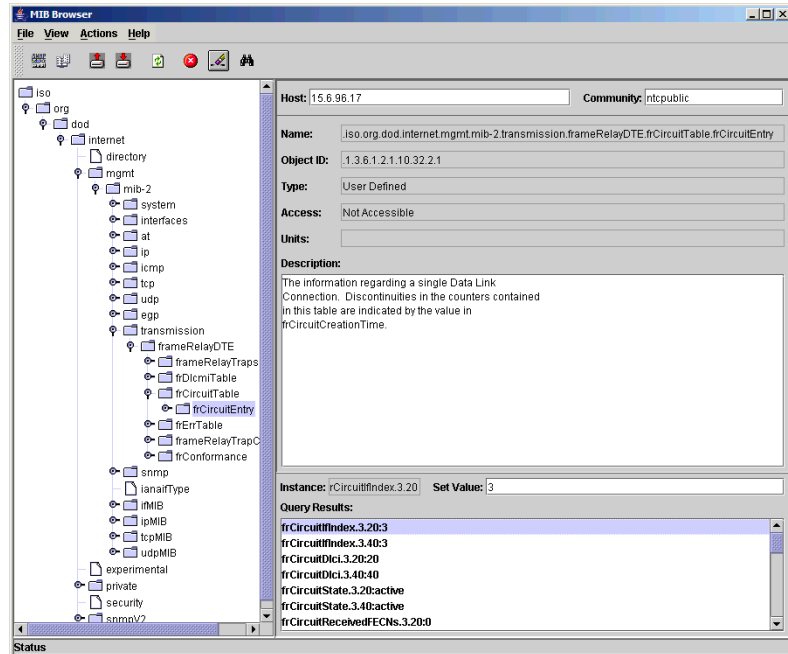 MIB Browser
File View Actions Help
iso
org
dod
internet
directory
mgmt
mib-2
system
interfaces
at
ip
icmp
tcp
udp
egp
transmission
frameRelayDTE
frameRelayTraps
frDlcmiTable
frCircuitTable
frCircuitEntry
frErrTable
frameRelayTrapC
frConformance
snmp
ianaifType
ifMIB
ipMIB
tcpMIB
udpMIB
experimental
private
security
snmpV2
Host: 15.6.96.17 Community: ntcpublic
Name: .iso.org.dod.internet.mgmt.mib-2.transmission.frameRelayDTE.frCircuitTable.frCircuitEntry
Object ID: .1.3.6.1.2.1.10.32.2.1
Type: User Defined
Access: Not Accessible
Units:
Description:
The information regarding a single Data Link
Connection. Discontinuities in the counters contained
in this table are indicated by the value in
frCircuitCreationTime.
Instance: rCircuitIfIndex.3.20 Set Value: 3
Query Results:
frCircuitIfIndex.3.20:3
frCircuitIfIndex.3.40:3
frCircuitDlci.3.20:20
frCircuitDlci.3.40:40
frCircuitState.3.20:active
frCircuitState.3.40:active
frCircuitReceivedFECNs.3.20:0
Status